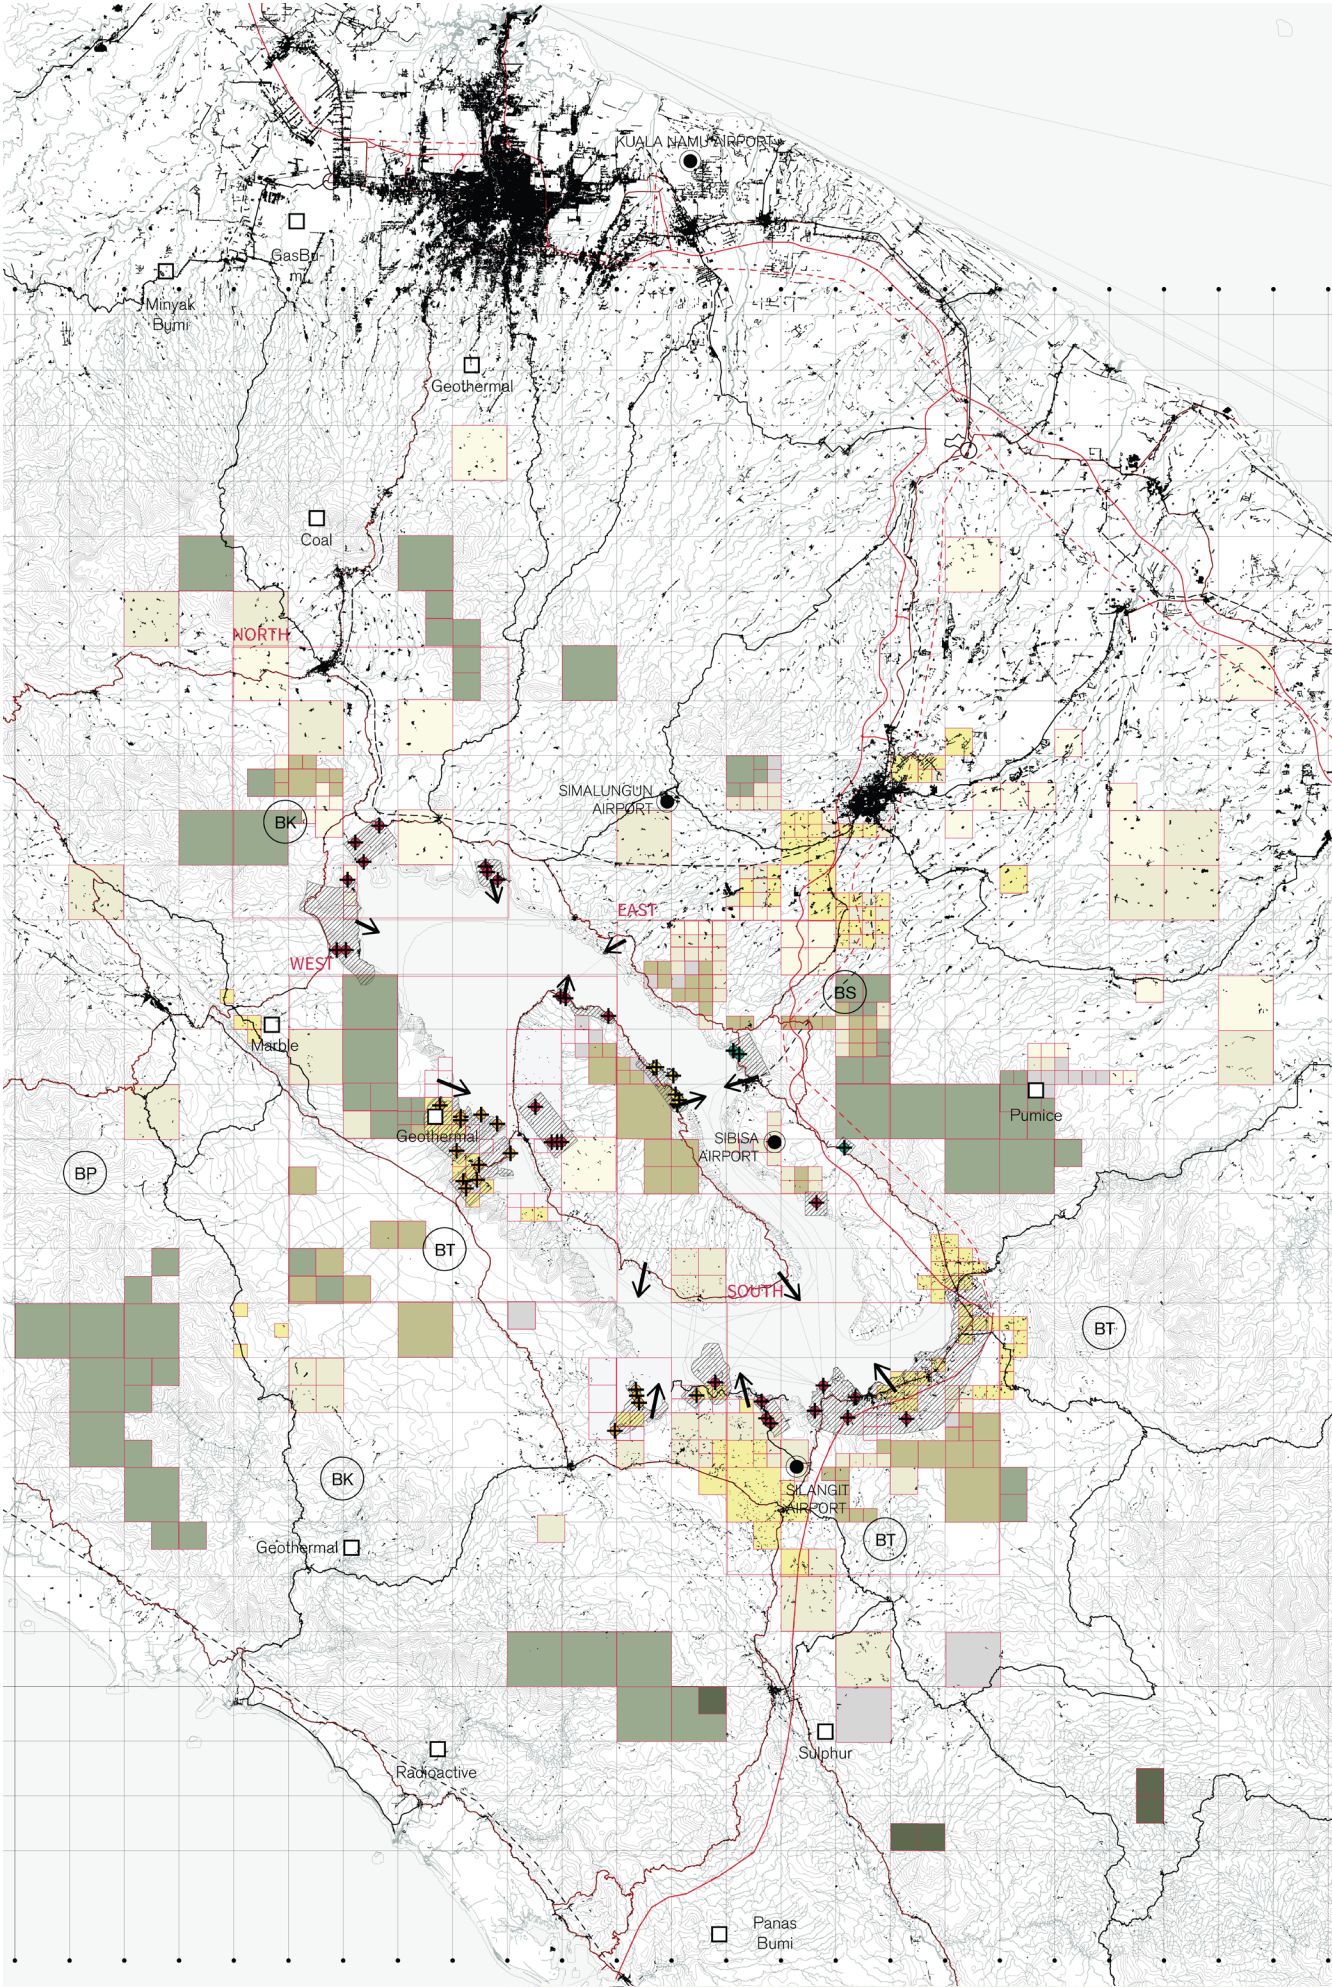 KUALA NAMU AIRPORT
GasBu-
mi
Minyak
Bumi
Geothermal
Coal
NORTH
SIMALUNGUN
AIRPORT
BK
EAST
WEST
BS
Marble
Geothermal
Pumice
SIBISA
AIRPORT
BP
BT
SOUTH
BT
BK
SILANGIT
AIRPORT
BT
Geothermal
Sulphur
Radioactive
Panas
Bumi